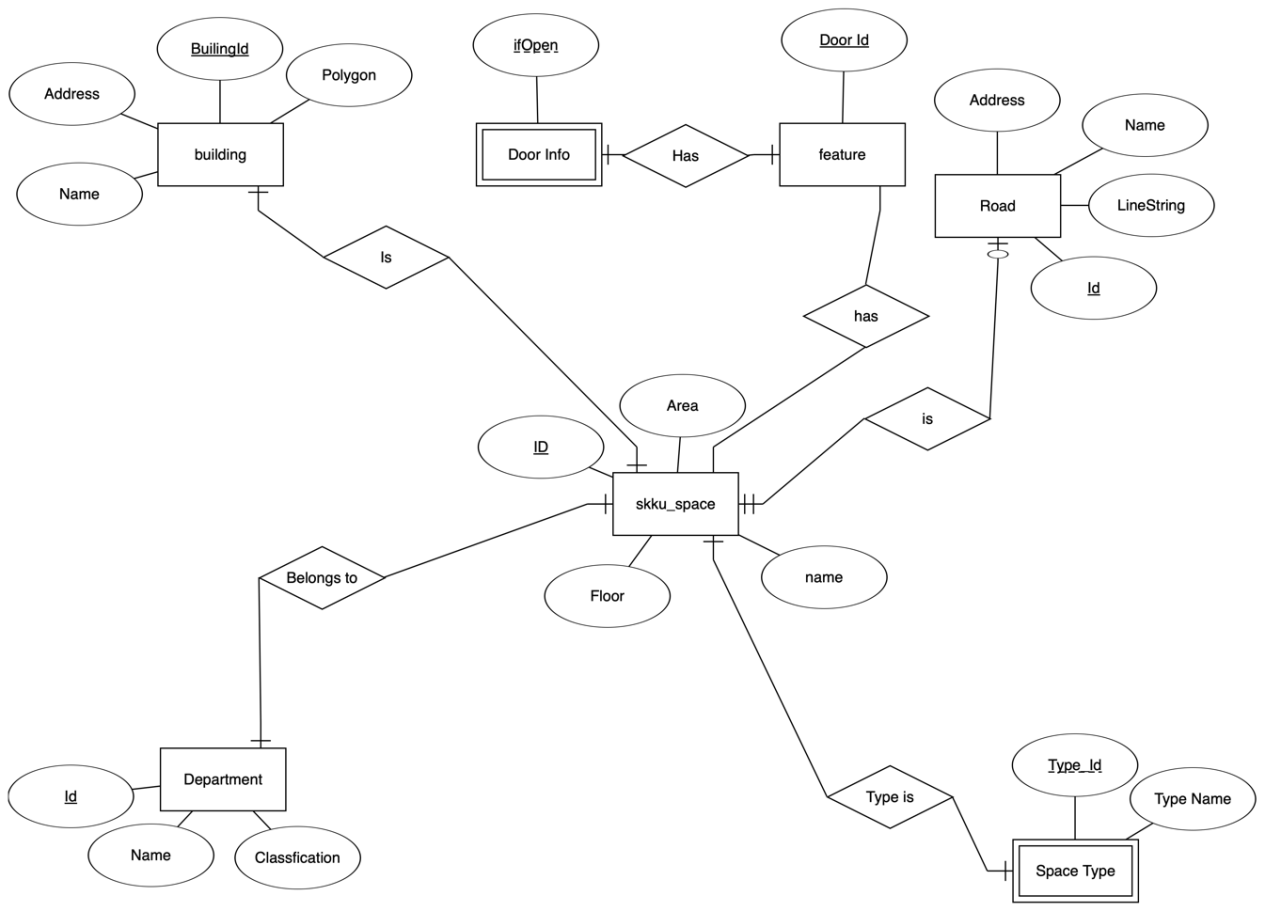 BuilingId
ifOpen
Door Id
Address
Polygon
Address
Name
building
Door Info
Has
feature
Name
Road
LineString
Is
Id
has
Area
is
ID
skku_space
Belongs to
Floor
name
Department
Type_Id
Id
Type is
Type Name
Name
Classfication
Space Type